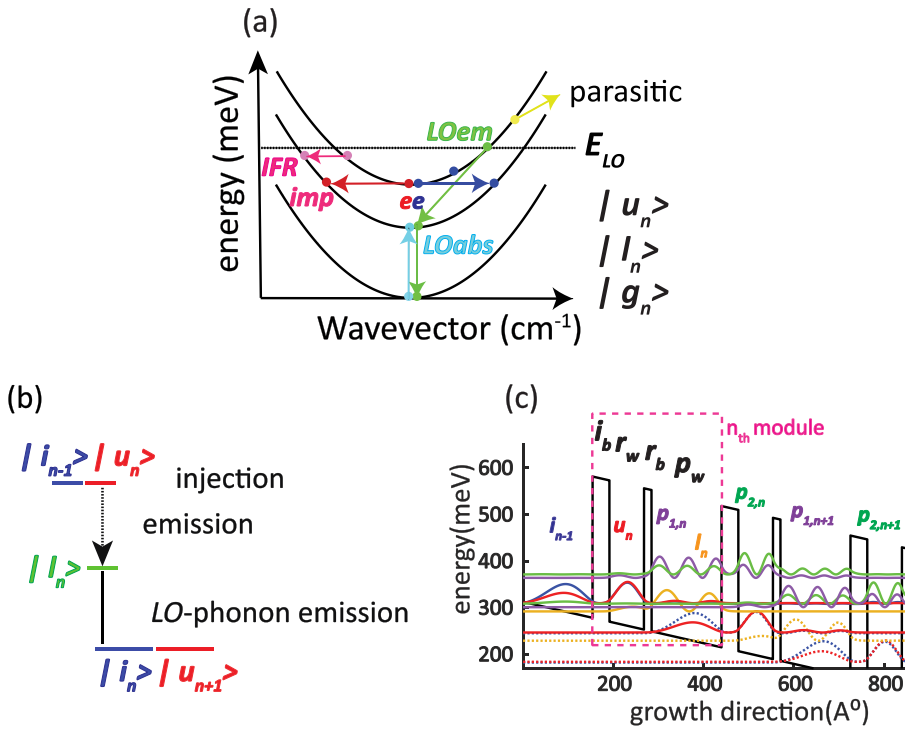 (a)
energy (meV)
parasitic
LOem
E_LO
IFR
imp
ee
LOabs
| u_n>
| l_n>
| g_n>
Wavevector (cm⁻¹)
(b)
| i_n-1> | u_n>
injection
emission
| l_n>
LO-phonon emission
| i_n> | u_n+1>
(c)
n_th module
i_b r_w r_b p_w
energy(meV)
600
500
400
300
200
i_n-1
u_n
p_1,n
l_n
p_2,n
p_1,n+1
p_2,n+1
200 400 600 800
growth direction(A⁰)